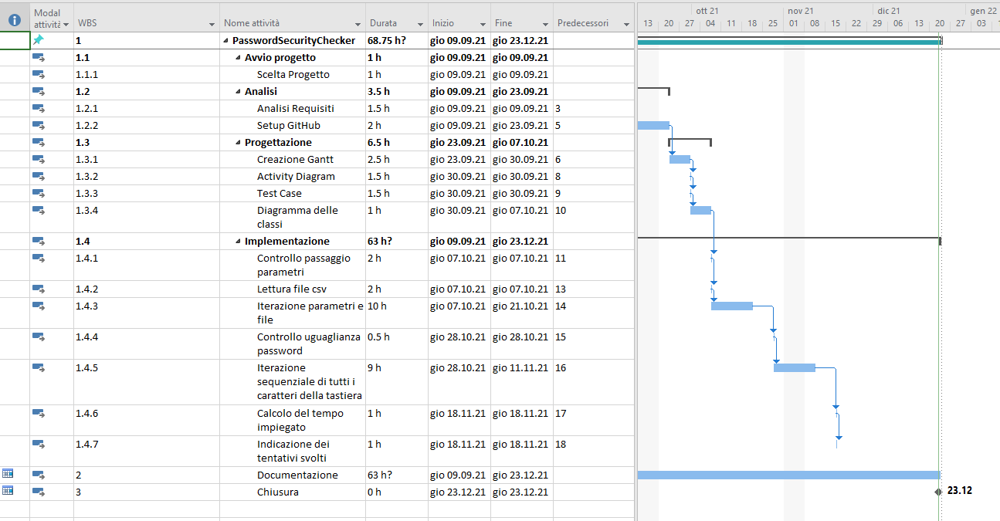 ott 21 nov 21 dic 21 gen 22
Modal
attività WBS Nome attività Durata Inizio Fine Predecessori 13 20 27 04 11 18 25 01 08 15 22 29 06 13 20 27 03
1 PasswordSecurityChecker 68.75 h? gio 09.09.21 gio 23.12.21
1.1 Avvio progetto 1 h gio 09.09.21 gio 09.09.21
1.1.1 Scelta Progetto 1 h gio 09.09.21 gio 09.09.21
1.2 Analisi 3.5 h gio 09.09.21 gio 23.09.21
1.2.1 Analisi Requisiti 1.5 h gio 09.09.21 gio 09.09.21 3
1.2.2 Setup GitHub 2 h gio 09.09.21 gio 23.09.21 5
1.3 Progettazione 6.5 h gio 23.09.21 gio 07.10.21
1.3.1 Creazione Gantt 2.5 h gio 23.09.21 gio 30.09.21 6
1.3.2 Activity Diagram 1.5 h gio 30.09.21 gio 30.09.21 8
1.3.3 Test Case 1.5 h gio 30.09.21 gio 30.09.21 9
1.3.4 Diagramma delle 1 h gio 30.09.21 gio 07.10.21 10
classi
1.4 Implementazione 63 h? gio 09.09.21 gio 23.12.21
1.4.1 Controllo passaggio 2 h gio 07.10.21 gio 07.10.21 11
parametri
1.4.2 Lettura file csv 2 h gio 07.10.21 gio 07.10.21 13
1.4.3 Iterazione parametri e 10 h gio 07.10.21 gio 21.10.21 14
file
1.4.4 Controllo uguaglianza 0.5 h gio 28.10.21 gio 28.10.21 15
password
1.4.5 Iterazione 9 h gio 28.10.21 gio 11.11.21 16
sequenziale di tutti i
caratteri della tastiera
1.4.6 Calcolo del tempo 1 h gio 18.11.21 gio 18.11.21 17
impiegato
1.4.7 Indicazione dei 1 h gio 18.11.21 gio 18.11.21 18
tentativi svolti
2 Documentazione 63 h? gio 09.09.21 gio 23.12.21
3 Chiusura 0 h gio 23.12.21 gio 23.12.21 23.12